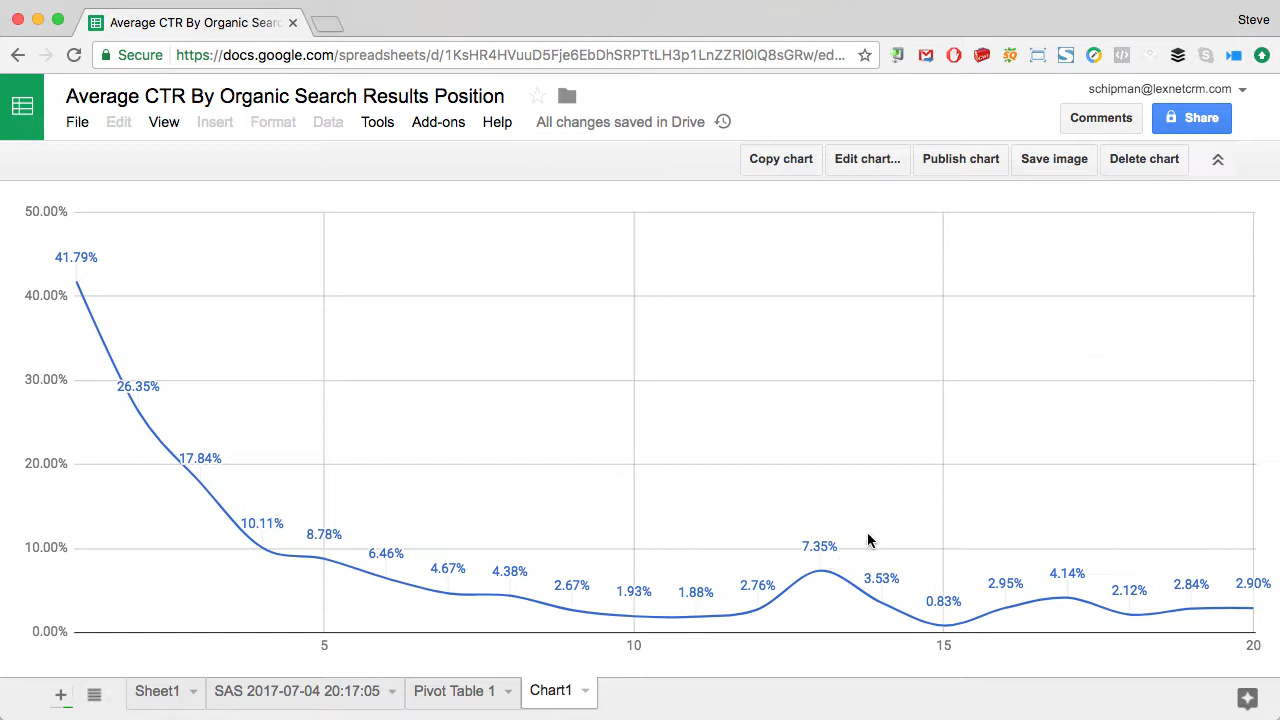 Average CTR By Organic Searc
Steve
Secure https://docs.google.com/spreadsheets/d/1KsHR4HVuuD5Fje6EbDhSRPTtLH3p1LnZZRl0lQ8sGRw/ed...
Average CTR By Organic Search Results Position
schipman@lexnetcrm.com
File Edit View Insert Format Data Tools Add-ons Help All changes saved in Drive
Comments Share
Copy chart Edit chart... Publish chart Save image Delete chart
50.00%
41.79%
40.00%
30.00%
26.35%
20.00%
17.84%
10.11%
8.78%
6.46%
4.67%
4.38%
2.67%
1.93%
1.88%
2.76%
7.35%
3.53%
0.83%
2.95%
4.14%
2.12%
2.84%
2.90%
10.00%
0.00%
5 10 15 20
Sheet1 SAS 2017-07-04 20:17:05 Pivot Table 1 Chart1